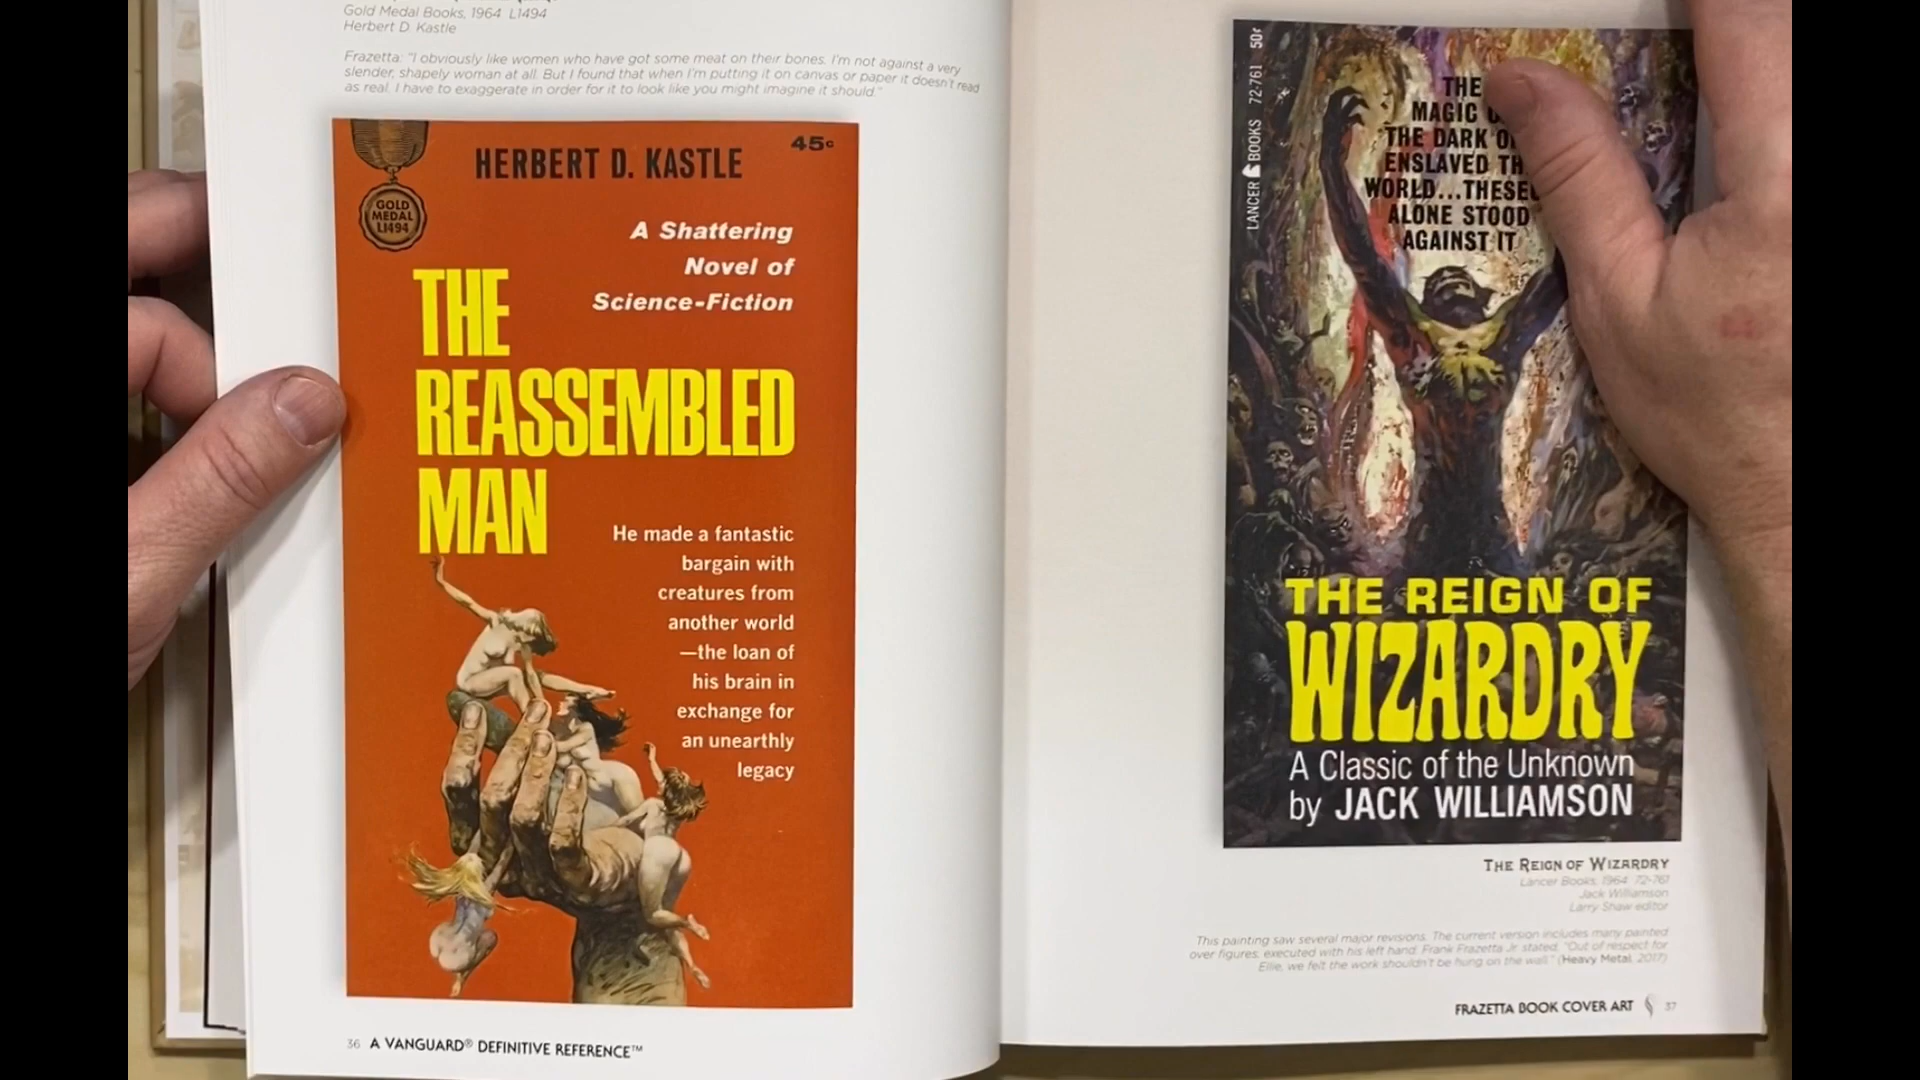 Gold Medal Books, 1964 L1494
Herbert D. Kastle
Frazetta: "I obviously like women who have got some meat on their bones. I'm not against a very
slender, shapely woman at all. But I found that when I'm putting it on canvas or paper it doesn't read
as real. I have to exaggerate in order for it to look like you might imagine it should."
45c
HERBERT D. KASTLE
GOLD
MEDAL
L1494
A Shattering
Novel of
Science-Fiction
THE
REASSEMBLED
MAN
He made a fantastic
bargain with
creatures from
another world
—the loan of
his brain in
exchange for
an unearthly
legacy
36 A VANGUARD® DEFINITIVE REFERENCE™
LANCER BOOKS 72-761 50¢
THE
MAGIC
THE DARK
ENSLAVED
WORLD...THESE
ALONE STOOD
AGAINST IT
THE REIGN OF
WIZARDRY
A Classic of the Unknown
by JACK WILLIAMSON
THE REIGN OF WIZARDRY
Lancer Books, 1964 72-761
Jack Williamson
Larry Shaw editor
This painting saw several major revisions. The current version includes many painted
over figures, executed with his left hand. Frank Frazetta Jr. stated, "Out of respect for
Ellie, we felt the work shouldn't be hung on the wall." (Heavy Metal, 2017)
FRAZETTA BOOK COVER ART 37